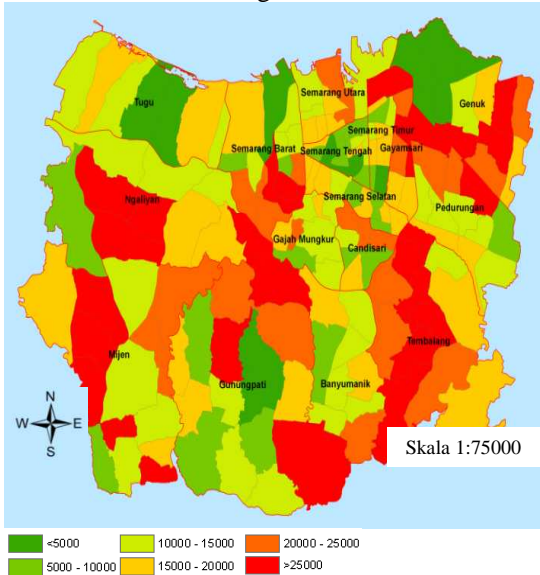 Semarang Utara
Tugu
Genuk
Semarang Timur
Semarang Barat
Semarang Tengah
Gayamsari
Ngaliyan
Semarang Selatan
Pedurungan
Gajah Mungkur
Candisari
Tembalang
Mijen
Gunungpati
Banyumanik
N
W
E
S
Skala 1:75000
<5000
10000 - 15000
20000 - 25000
5000 - 10000
15000 - 20000
>25000